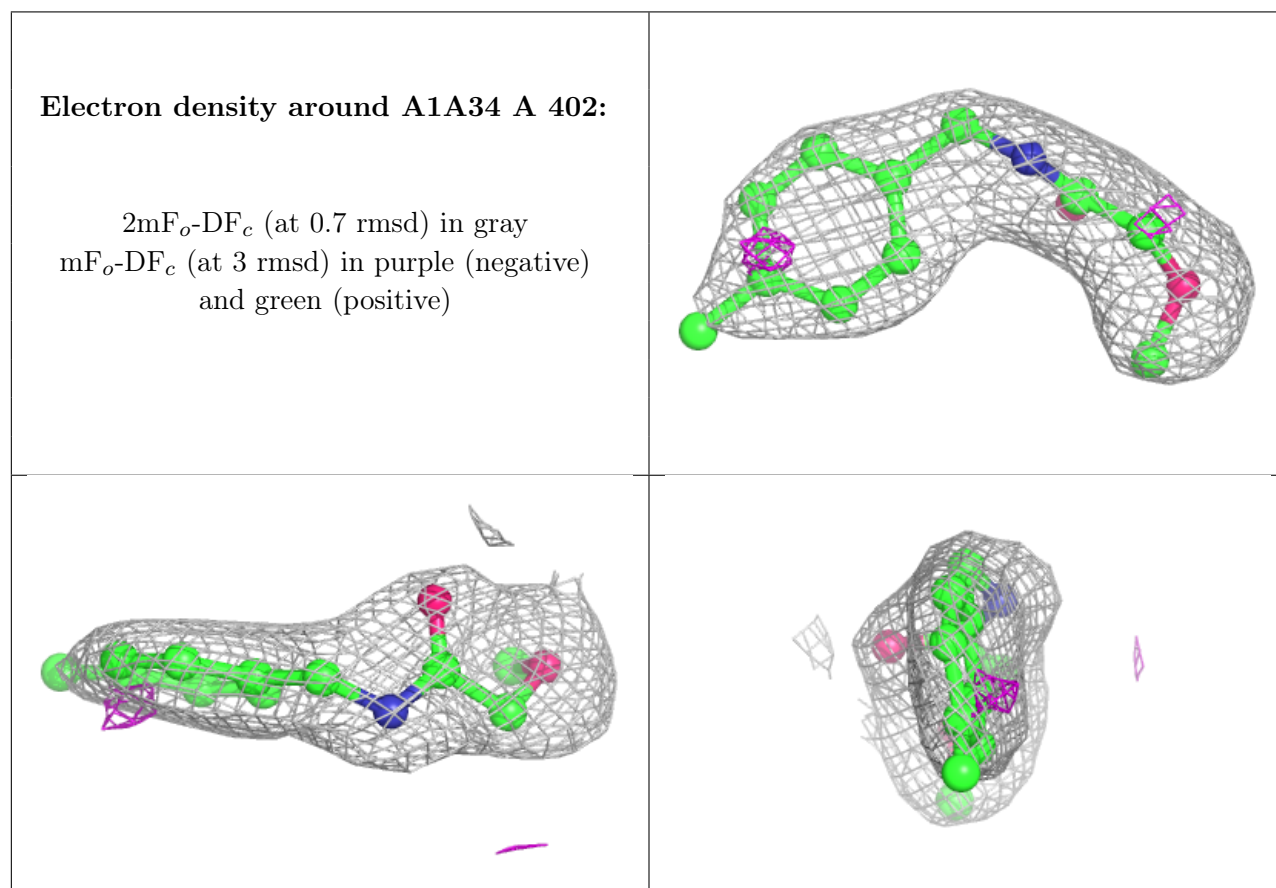 Electron density around A1A34 A 402:
2mFₒ-DF𝒸 (at 0.7 rmsd) in gray
mFₒ-DF𝒸 (at 3 rmsd) in purple (negative)
and green (positive)